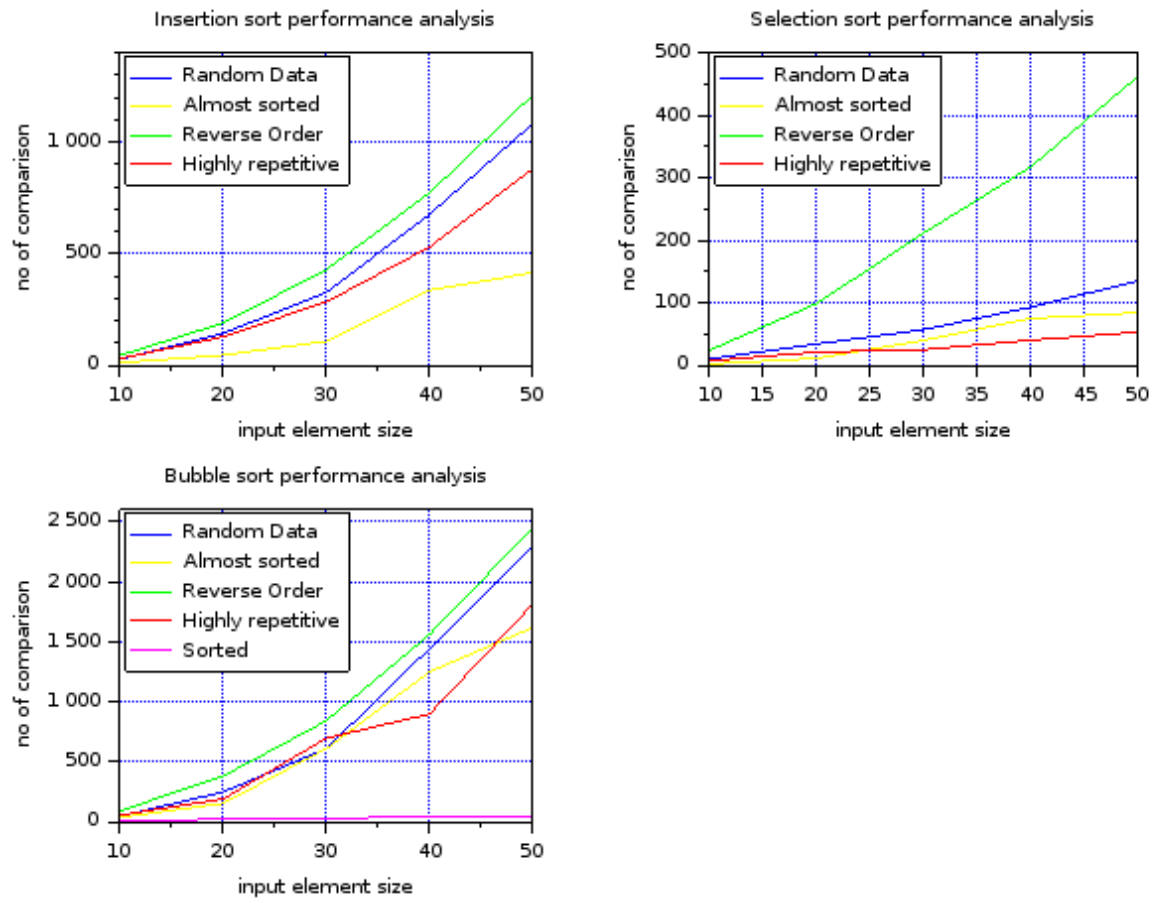 Insertion sort performance analysis
Random Data
Almost sorted
Reverse Order
Highly repetitive
1 000
500
0
no of comparison
10 20 30 40 50
input element size
Selection sort performance analysis
Random Data
Almost sorted
Reverse Order
Highly repetitive
500
400
300
200
100
0
no of comparison
10 15 20 25 30 35 40 45 50
input element size
Bubble sort performance analysis
Random Data
Almost sorted
Reverse Order
Highly repetitive
Sorted
2 500
2 000
1 500
1 000
500
0
no of comparison
10 20 30 40 50
input element size